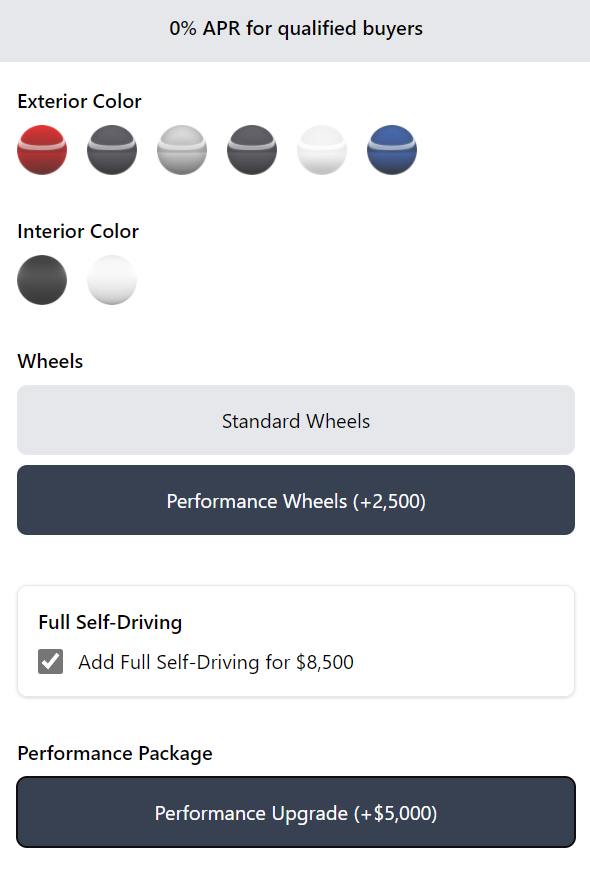 0% APR for qualified buyers
Exterior Color
Interior Color
Wheels
Standard Wheels
Performance Wheels (+2,500)
Full Self-Driving
Add Full Self-Driving for $8,500
Performance Package
Performance Upgrade (+$5,000)